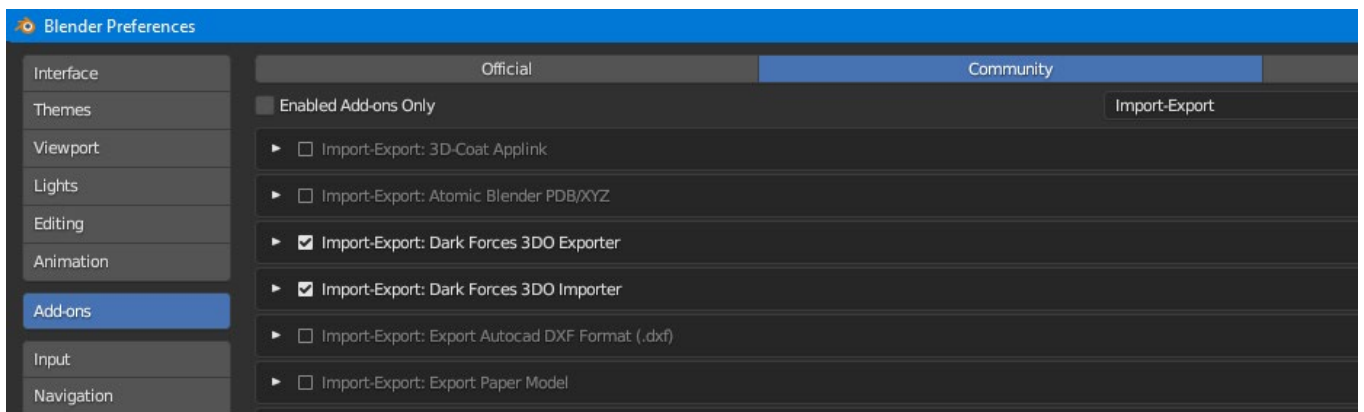 Blender Preferences
Interface
Themes
Viewport
Lights
Editing
Animation
Add-ons
Input
Navigation
Official
Community
Enabled Add-ons Only
Import-Export
Import-Export: 3D-Coat Applink
Import-Export: Atomic Blender PDB/XYZ
Import-Export: Dark Forces 3DO Exporter
Import-Export: Dark Forces 3DO Importer
Import-Export: Export Autocad DXF Format (.dxf)
Import-Export: Export Paper Model